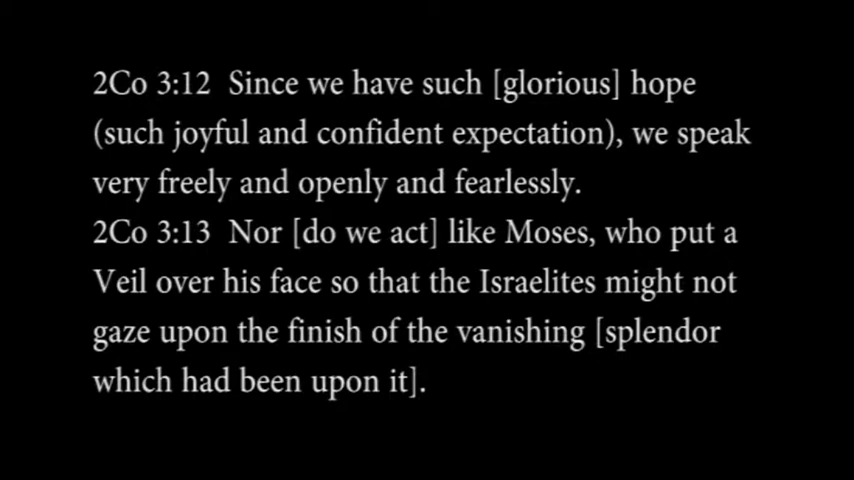 2Co 3:12 Since we have such [glorious] hope
(such joyful and confident expectation), we speak
very freely and openly and fearlessly.
2Co 3:13 Nor [do we act] like Moses, who put a
Veil over his face so that the Israelites might not
gaze upon the finish of the vanishing [splendor
which had been upon it].